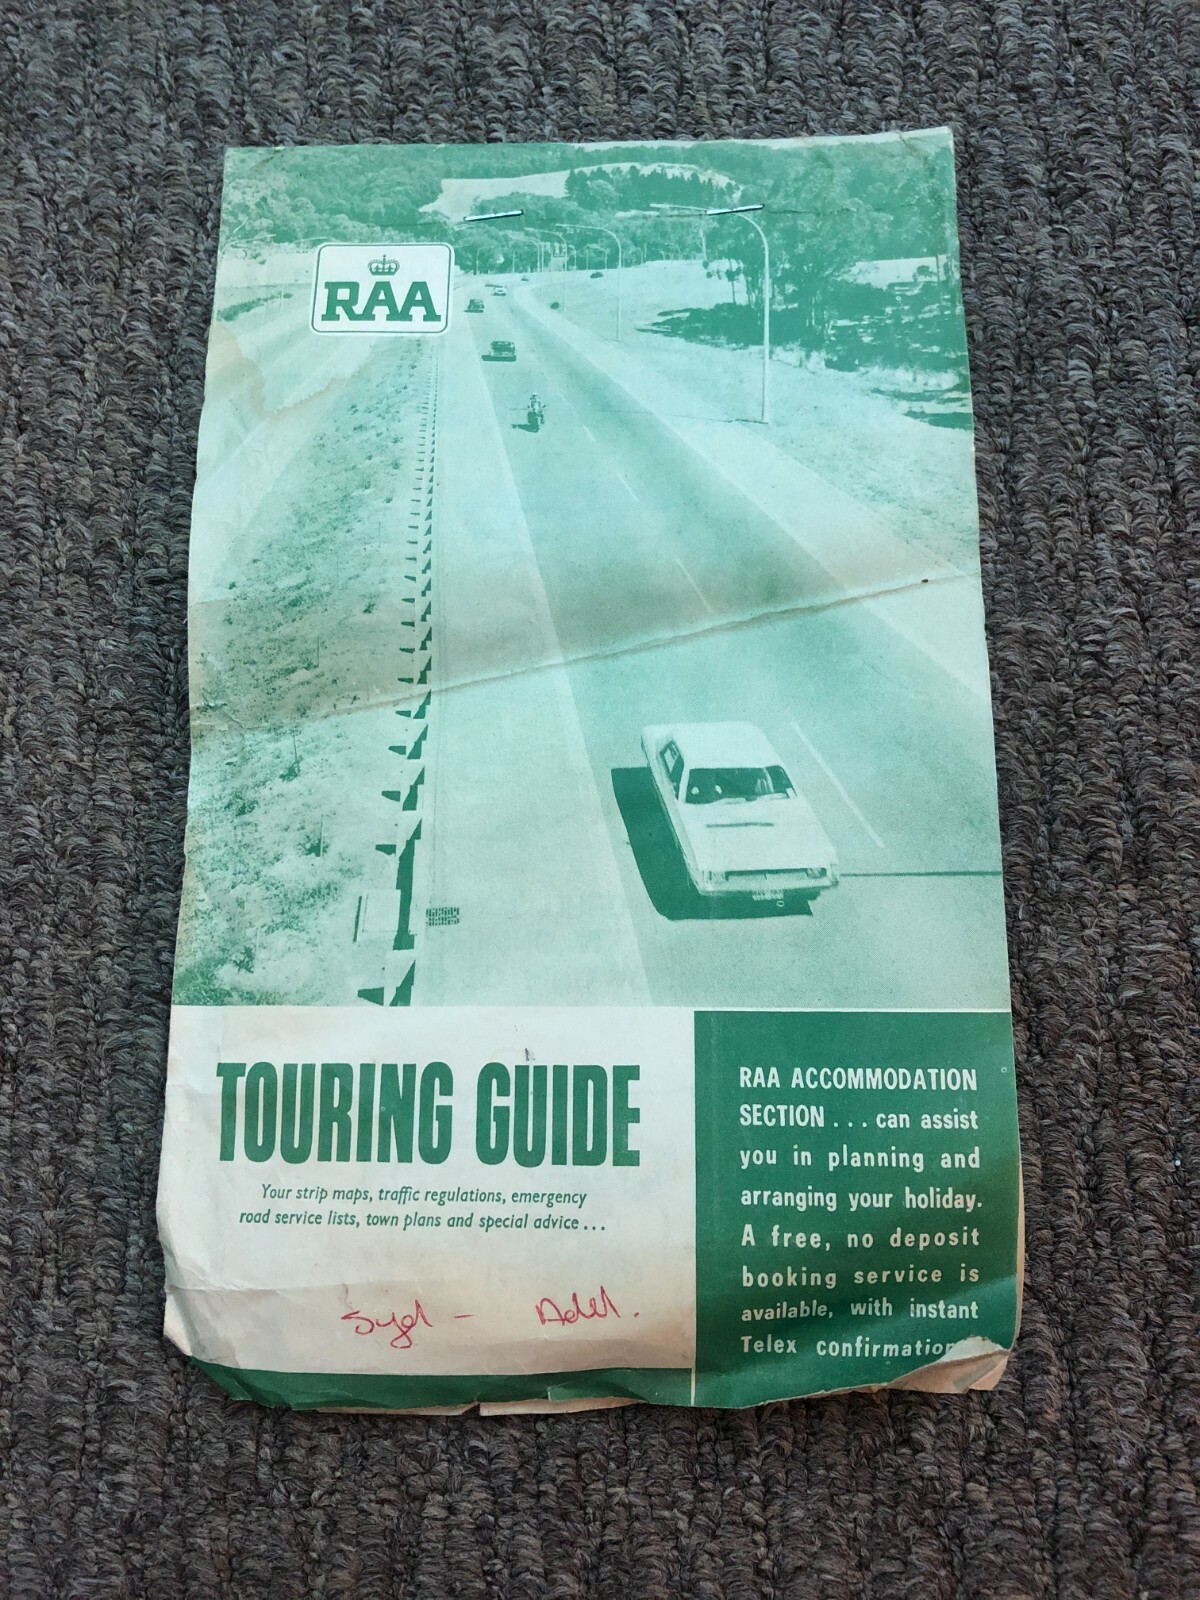 RAA
TOURING GUIDE
Your strip maps, traffic regulations, emergency
road service lists, town plans and special advice...
Syd - Adel.
RAA ACCOMMODATION
SECTION... can assist
you in planning and
arranging your holiday.
A free, no deposit
booking service is
available, with instant
Telex confirmation